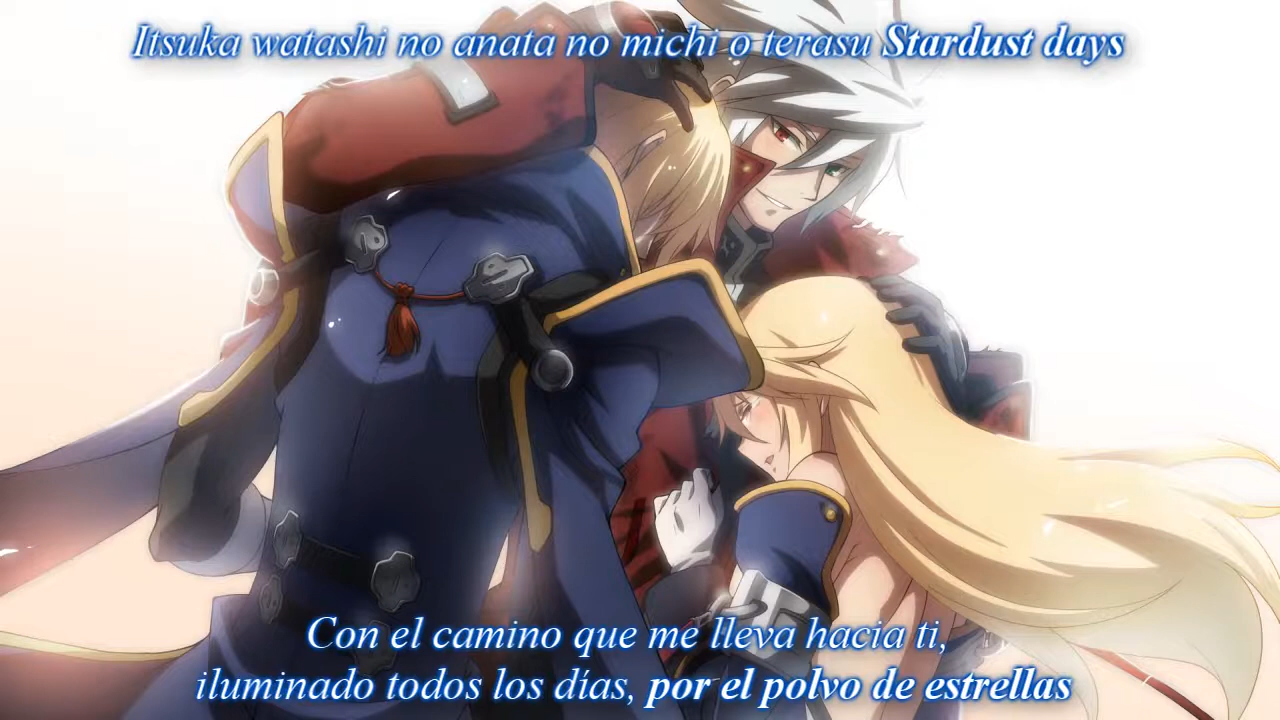 Itsuka watashi no anata no michi o terasu Stardust days
Con el camino que me lleva hacia ti,
iluminado todos los días, por el polvo de estrellas